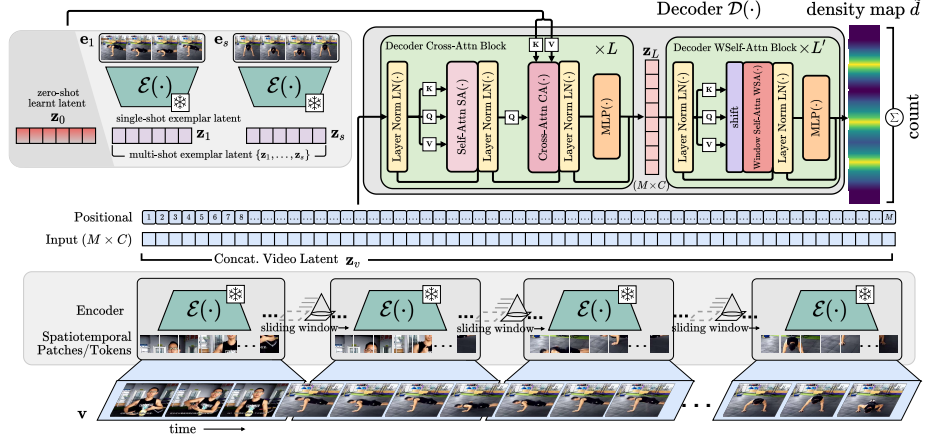 Decoder 𝒟(·)
density map d̂
e₁
eₛ
ℰ(·)
ℰ(·)
zero-shot
learnt latent
z₀
single-shot exemplar latent
z₁
zₛ
multi-shot exemplar latent {z₁, . . . , zₛ}
K
V
Decoder Cross-Attn Block
×L
Layer Norm LN(·)
K
Q
V
Self-Attn SA(·)
Layer Norm LN(·)
Q
Cross-Attn CA(·)
Layer Norm LN(·)
MLP(·)
z_L
(M×C)
Decoder WSelf-Attn Block ×L′
Layer Norm LN(·)
K
Q
V
shift
Window Self-Attn WSA(·)
Layer Norm LN(·)
MLP(·)
Σ
count
Positional
1 2 3 4 5 6 7 8 ... M
Input (M × C)
Concat. Video Latent zᵥ
Encoder
ℰ(·)
ℰ(·)
ℰ(·)
ℰ(·)
sliding window
sliding window
sliding window
Spatiotemporal
Patches/Tokens
v
time